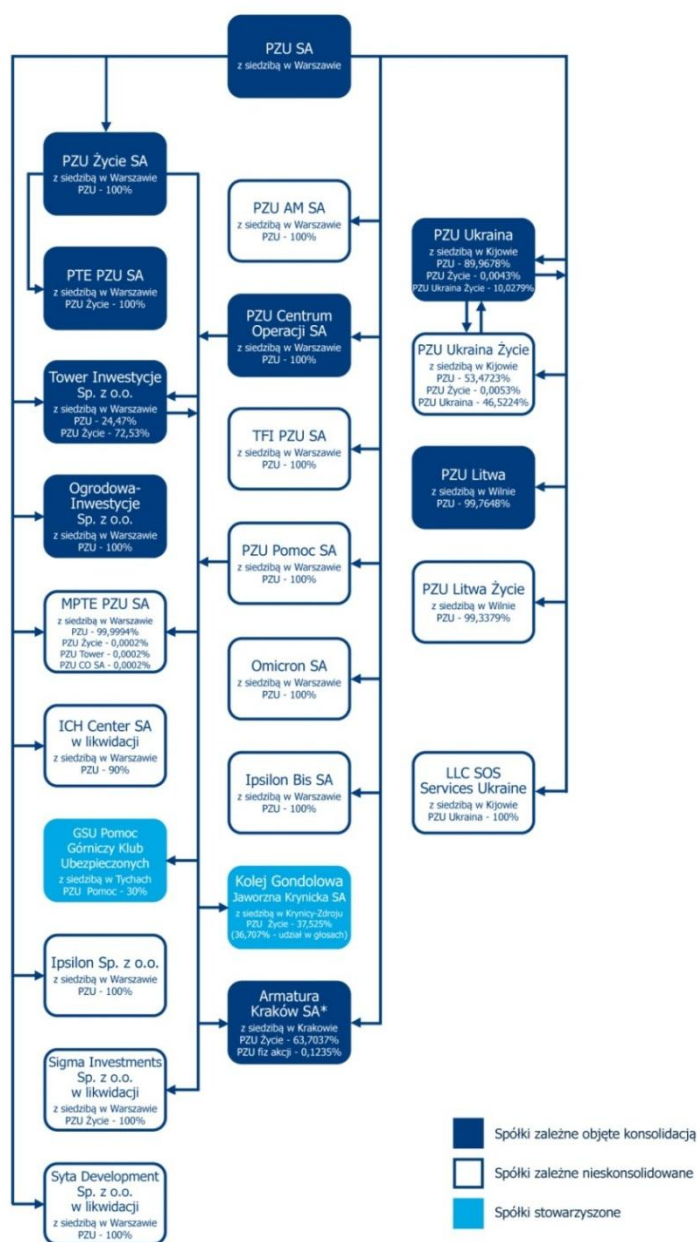 PZU SA
z siedzibą w Warszawie
PZU Życie SA
z siedzibą w Warszawie
PZU - 100%
PTE PZU SA
z siedzibą w Warszawie
PZU Życie - 100%
Tower Inwestycje
Sp. z o.o.
z siedzibą w Warszawie
PZU - 24,47%
PZU Życie - 72,53%
Ogrodowa-
Inwestycje
Sp. z o.o.
z siedzibą w Warszawie
PZU - 100%
MPTE PZU SA
z siedzibą w Warszawie
PZU - 99,9994%
PZU Życie - 0,0002%
PZU Tower - 0,0002%
PZU CO SA - 0,0002%
ICH Center SA
w likwidacji
z siedzibą w Warszawie
PZU - 90%
GSU Pomoc
Górniczy Klub
Ubezpieczonych
z siedzibą w Tychach
PZU Pomoc - 30%
Ipsilon Sp. z o.o.
z siedzibą w Warszawie
PZU - 100%
Sigma Investments
Sp. z o.o.
w likwidacji
z siedzibą w Warszawie
PZU Życie - 100%
Syta Development
Sp. z o.o.
w likwidacji
z siedzibą w Warszawie
PZU - 100%
PZU AM SA
z siedzibą w Warszawie
PZU - 100%
PZU Centrum
Operacji SA
z siedzibą w Warszawie
PZU - 100%
TFI PZU SA
z siedzibą w Warszawie
PZU - 100%
PZU Pomoc SA
z siedzibą w Warszawie
PZU - 100%
Omicron SA
z siedzibą w Warszawie
PZU - 100%
Ipsilon Bis SA
z siedzibą w Warszawie
PZU - 100%
Kolej Gondolowa
Jaworzna Krynicka SA
z siedzibą w Krynicy-Zdroju
PZU Życie - 37,525%
(36,707% - udział w głosach)
Armatura
Kraków SA*
z siedzibą w Krakowie
PZU Życie - 63,7037%
PZU fiz akcji - 0,1235%
PZU Ukraina
z siedzibą w Kijowie
PZU - 89,9678%
PZU Życie - 0,0043%
PZU Ukraina Życie - 10,0279%
PZU Ukraina Życie
z siedzibą w Kijowie
PZU - 53,4723%
PZU Życie - 0,0053%
PZU Ukraina - 46,5224%
PZU Litwa
z siedzibą w Wilnie
PZU - 99,7648%
PZU Litwa Życie
z siedzibą w Wilnie
PZU - 99,3379%
LLC SOS
Services Ukraine
z siedzibą w Kijowie
PZU Ukraina - 100%
Spółki zależne objęte konsolidacją
Spółki zależne nieskonsolidowane
Spółki stowarzyszone